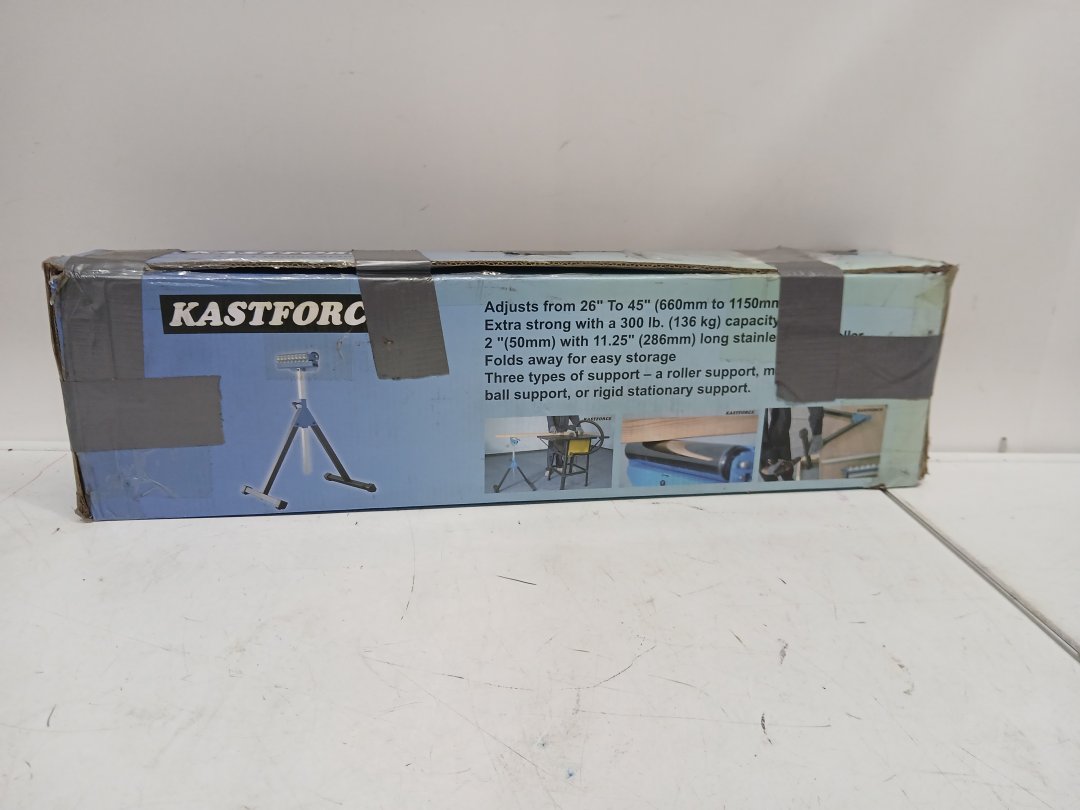 KASTFORC
Adjusts from 26" To 45" (660mm to 1150mm
Extra strong with a 300 lb. (136 kg) capacity
2 "(50mm) with 11.25" (286mm) long stainle
Folds away for easy storage
Three types of support – a roller support, m
ball support, or rigid stationary support.
KASTFORCE
KASTFORCE
KASTFORCE